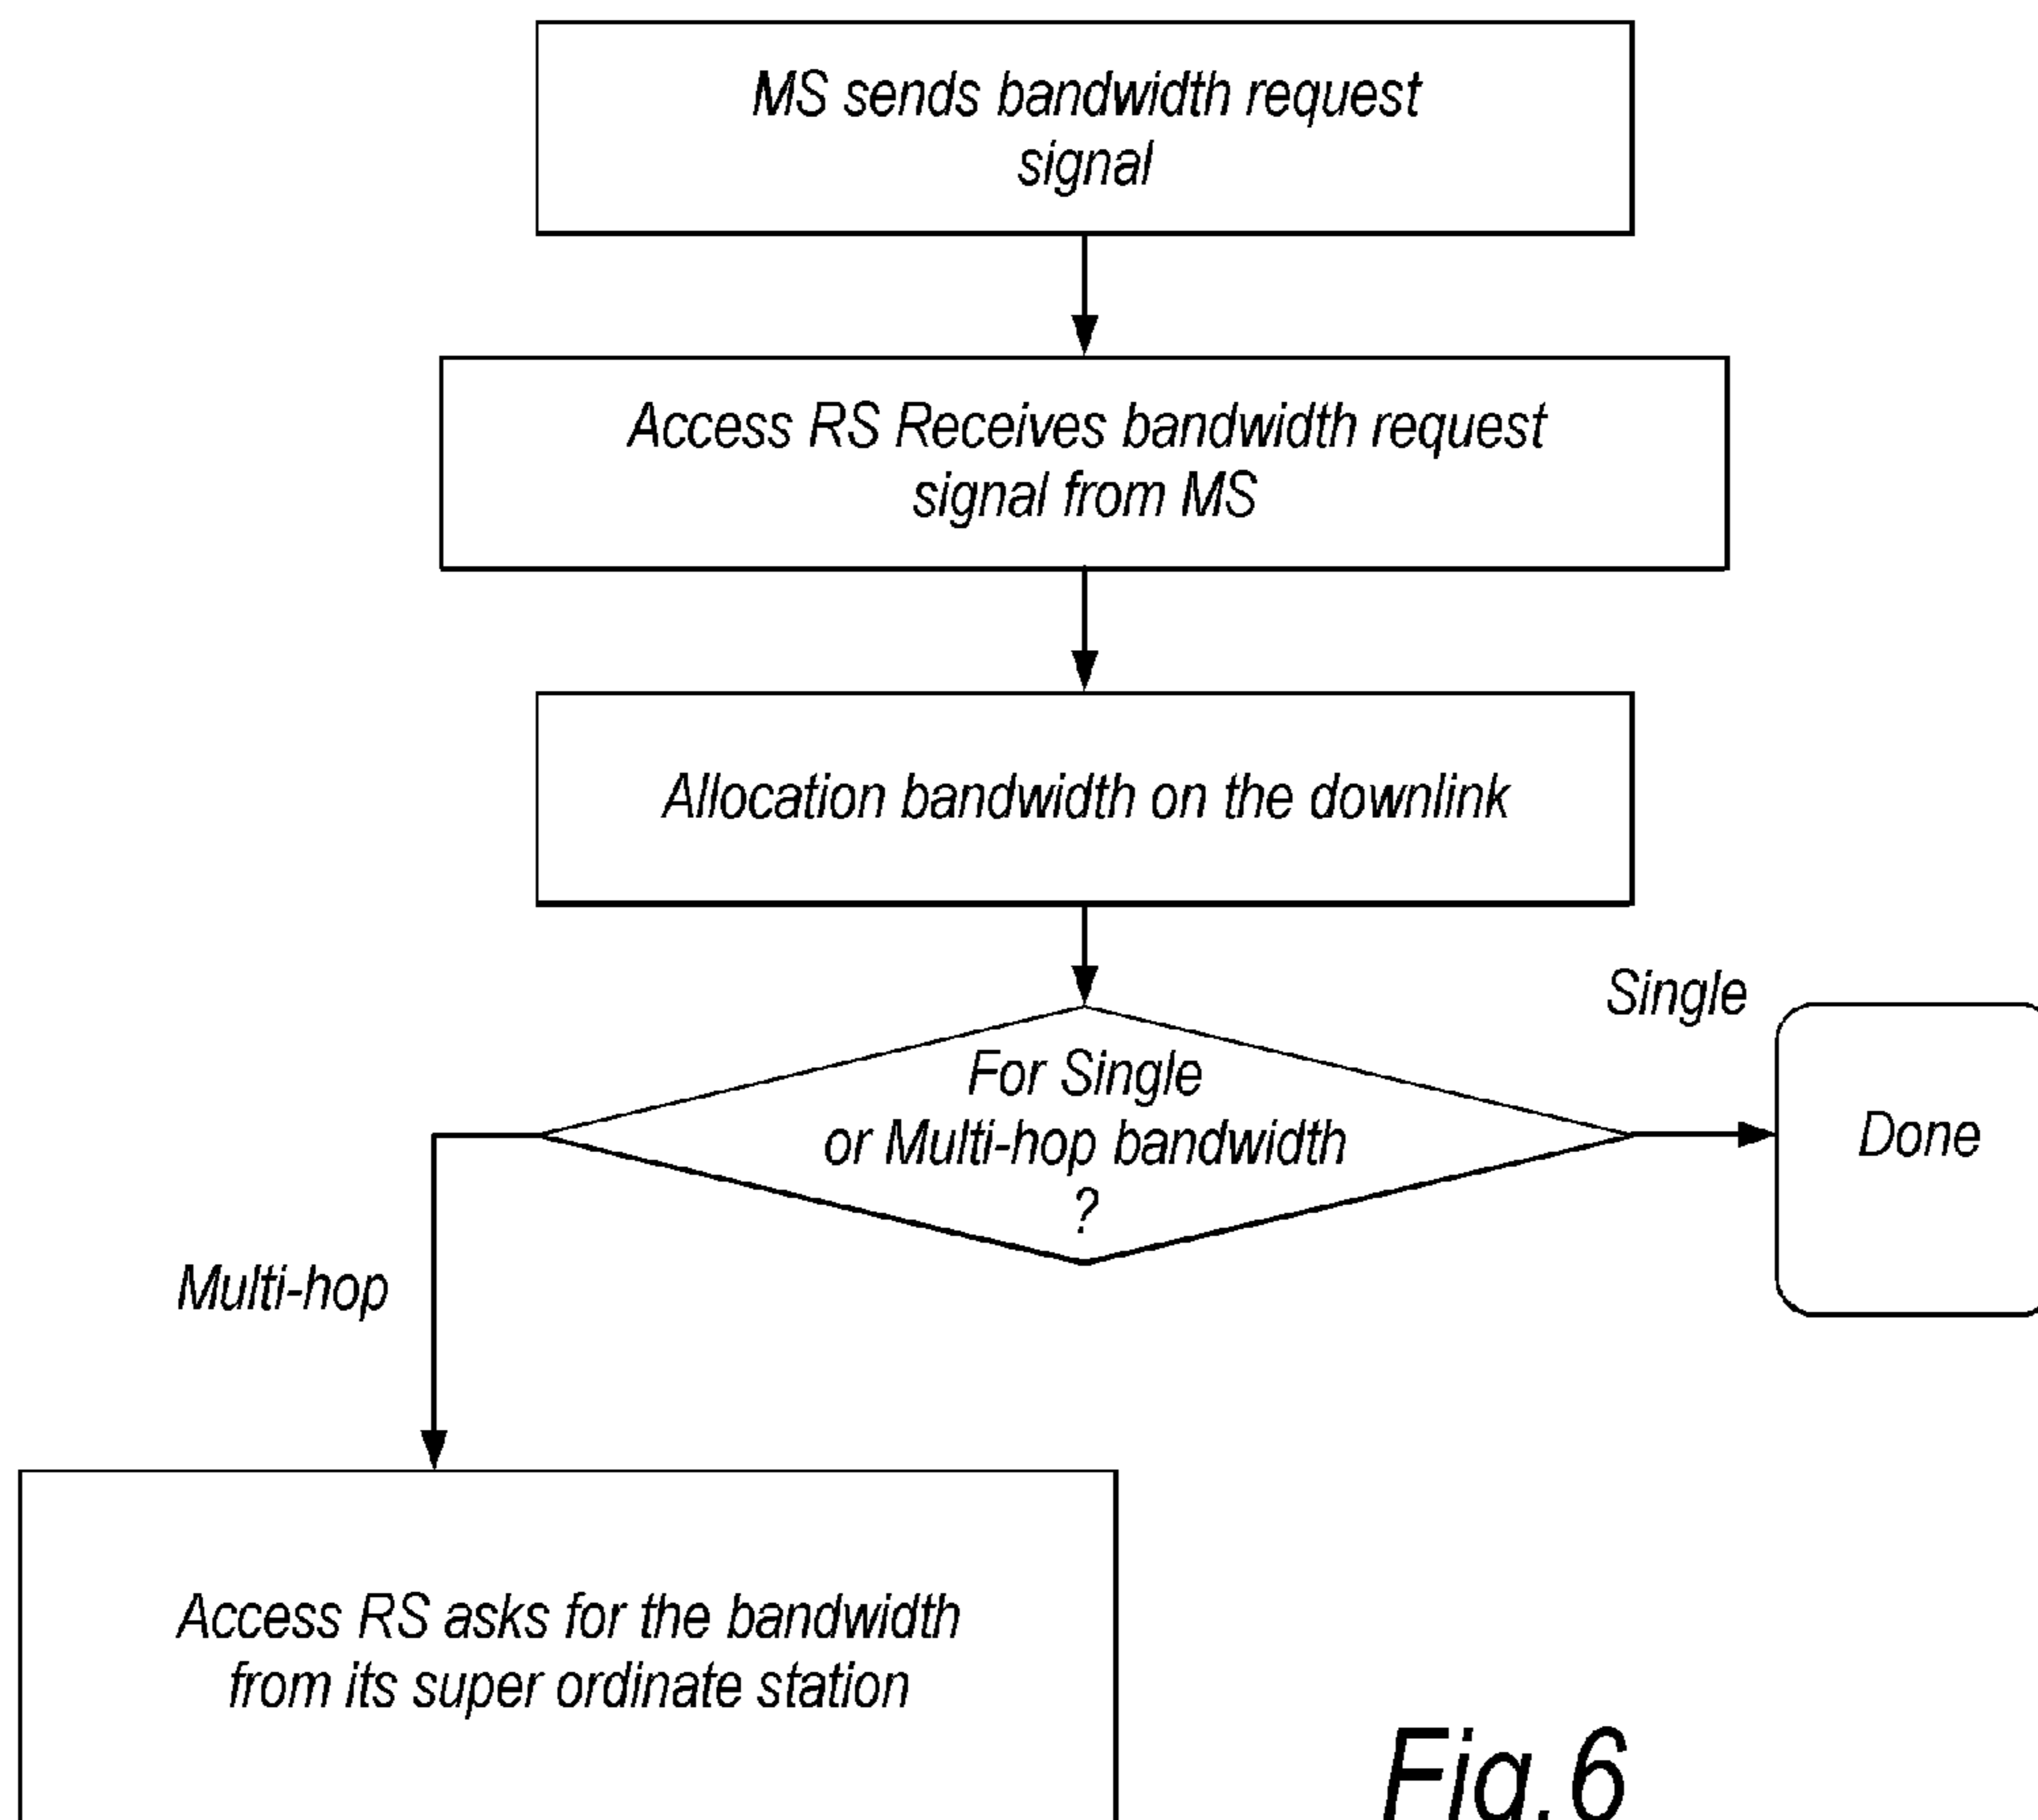 MS sends bandwidth request
signal
Access RS Receives bandwidth request
signal from MS
Allocation bandwidth on the downlink
Single
For Single
or Multi-hop bandwidth
?
Done
Multi-hop
Access RS asks for the bandwidth
from its super ordinate station
Fig.6